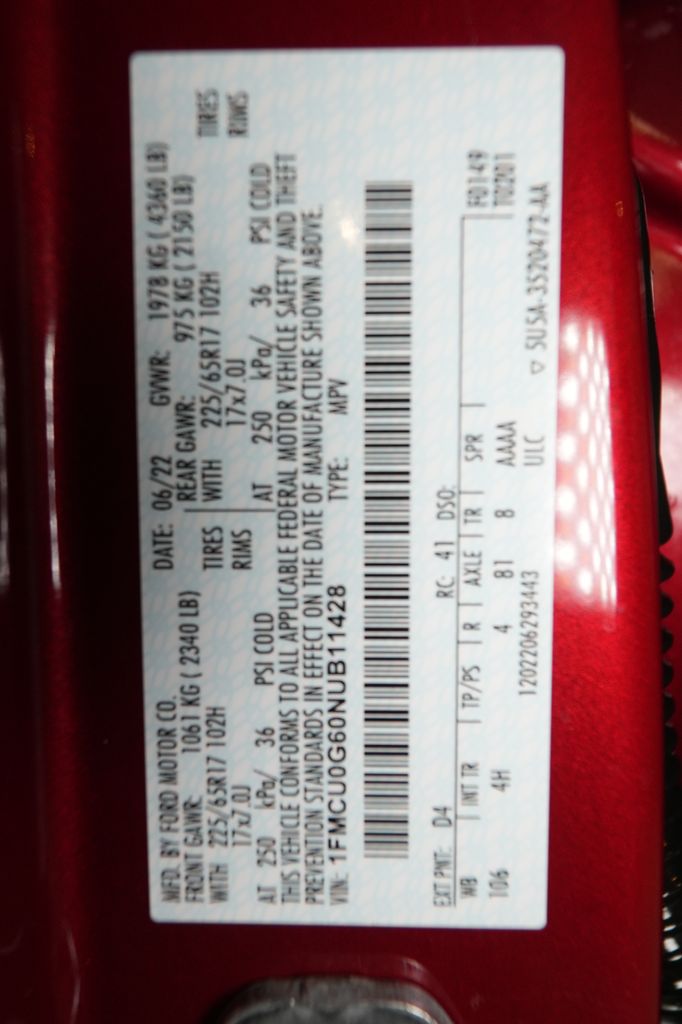 MFD. BY FORD MOTOR CO. DATE: 06/22 GVWR: 1978 KG ( 4360 LB)
FRONT GAWR: 1061 KG ( 2340 LB) REAR GAWR: 975 KG ( 2150 LB)
WITH 225/65R17 102H TIRES WITH 225/65R17 102H TIRES
17x7.0J RIMS 17x7.0J RIMS
AT 250 kPa/ 36 PSI COLD AT 250 kPa/ 36 PSI COLD
THIS VEHICLE CONFORMS TO ALL APPLICABLE FEDERAL MOTOR VEHICLE SAFETY AND THEFT
PREVENTION STANDARDS IN EFFECT ON THE DATE OF MANUFACTURE SHOWN ABOVE.
VIN: 1FMCU0G60NUB11428 TYPE: MPV
EXT PNT: D4 RC: 41 DSO: F0149
WB INT TR TP/PS R AXLE TR SPR T02201
106 4H 4 81 8 AAAA
1202206293443 ULC ▽ 5U5A-3520472-AA